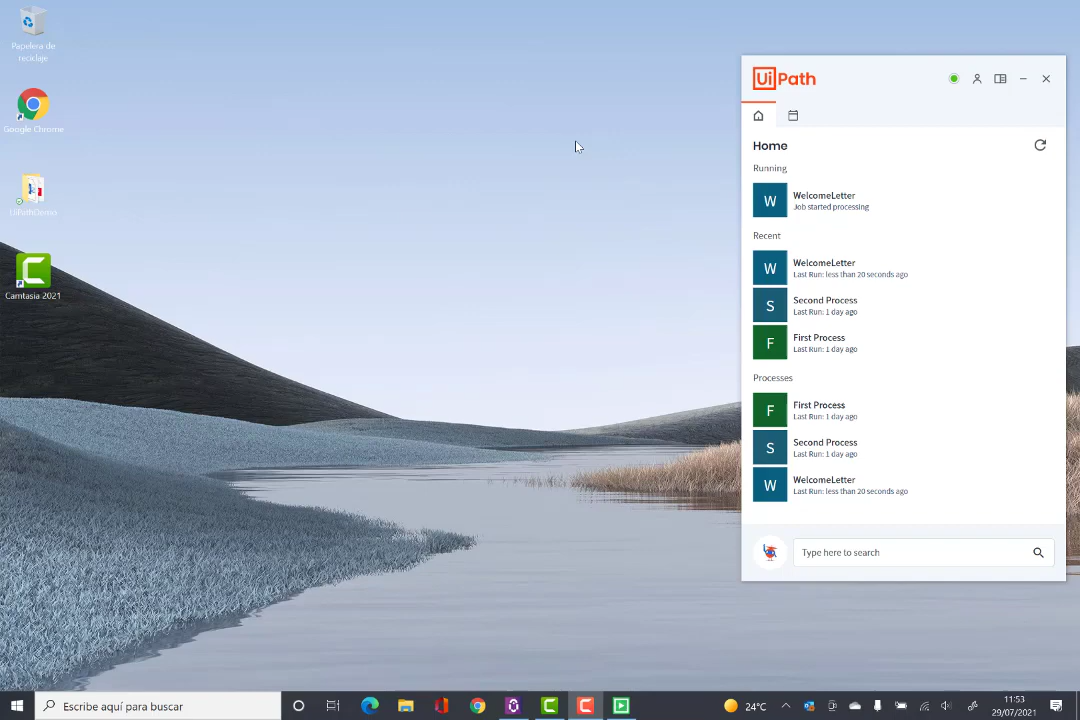 Papelera de
reciclaje
Google Chrome
UiPathDemo
Camtasia 2021
UiPath
Home
Running
W
WelcomeLetter
Job started processing
Recent
W
WelcomeLetter
Last Run: less than 20 seconds ago
S
Second Process
Last Run: 1 day ago
F
First Process
Last Run: 1 day ago
Processes
F
First Process
Last Run: 1 day ago
S
Second Process
Last Run: 1 day ago
W
WelcomeLetter
Last Run: less than 20 seconds ago
Type here to search
Escribe aquí para buscar
24°C
11:53
29/07/2021